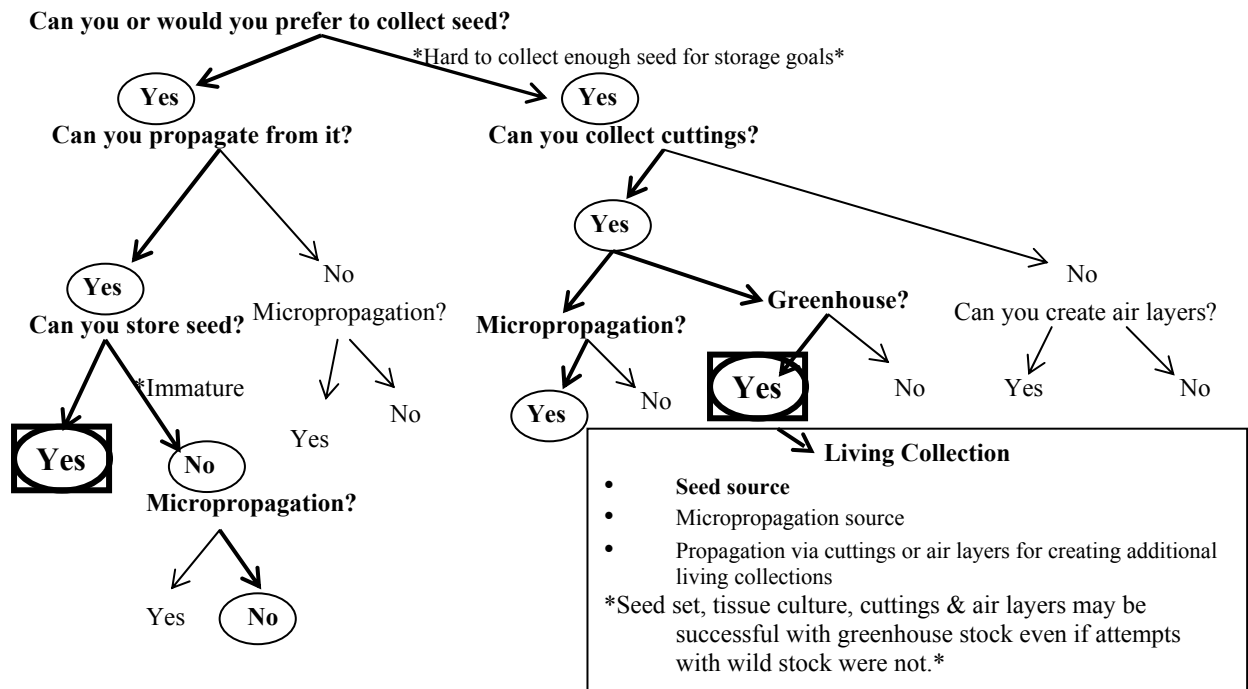 Can you or would you prefer to collect seed?
*Hard to collect enough seed for storage goals*
Yes
Yes
Can you propagate from it?
Can you collect cuttings?
Yes
No
Yes
No
Can you store seed?
Micropropagation?
Micropropagation?
Greenhouse?
Can you create air layers?
*Immature
Yes
No
Yes
No
Yes
No
Yes
No
Yes
No
Yes
No
Micropropagation?
Yes
No
Living Collection
• Seed source
• Micropropagation source
• Propagation via cuttings or air layers for creating additional
living collections
*Seed set, tissue culture, cuttings & air layers may be
successful with greenhouse stock even if attempts
with wild stock were not.*